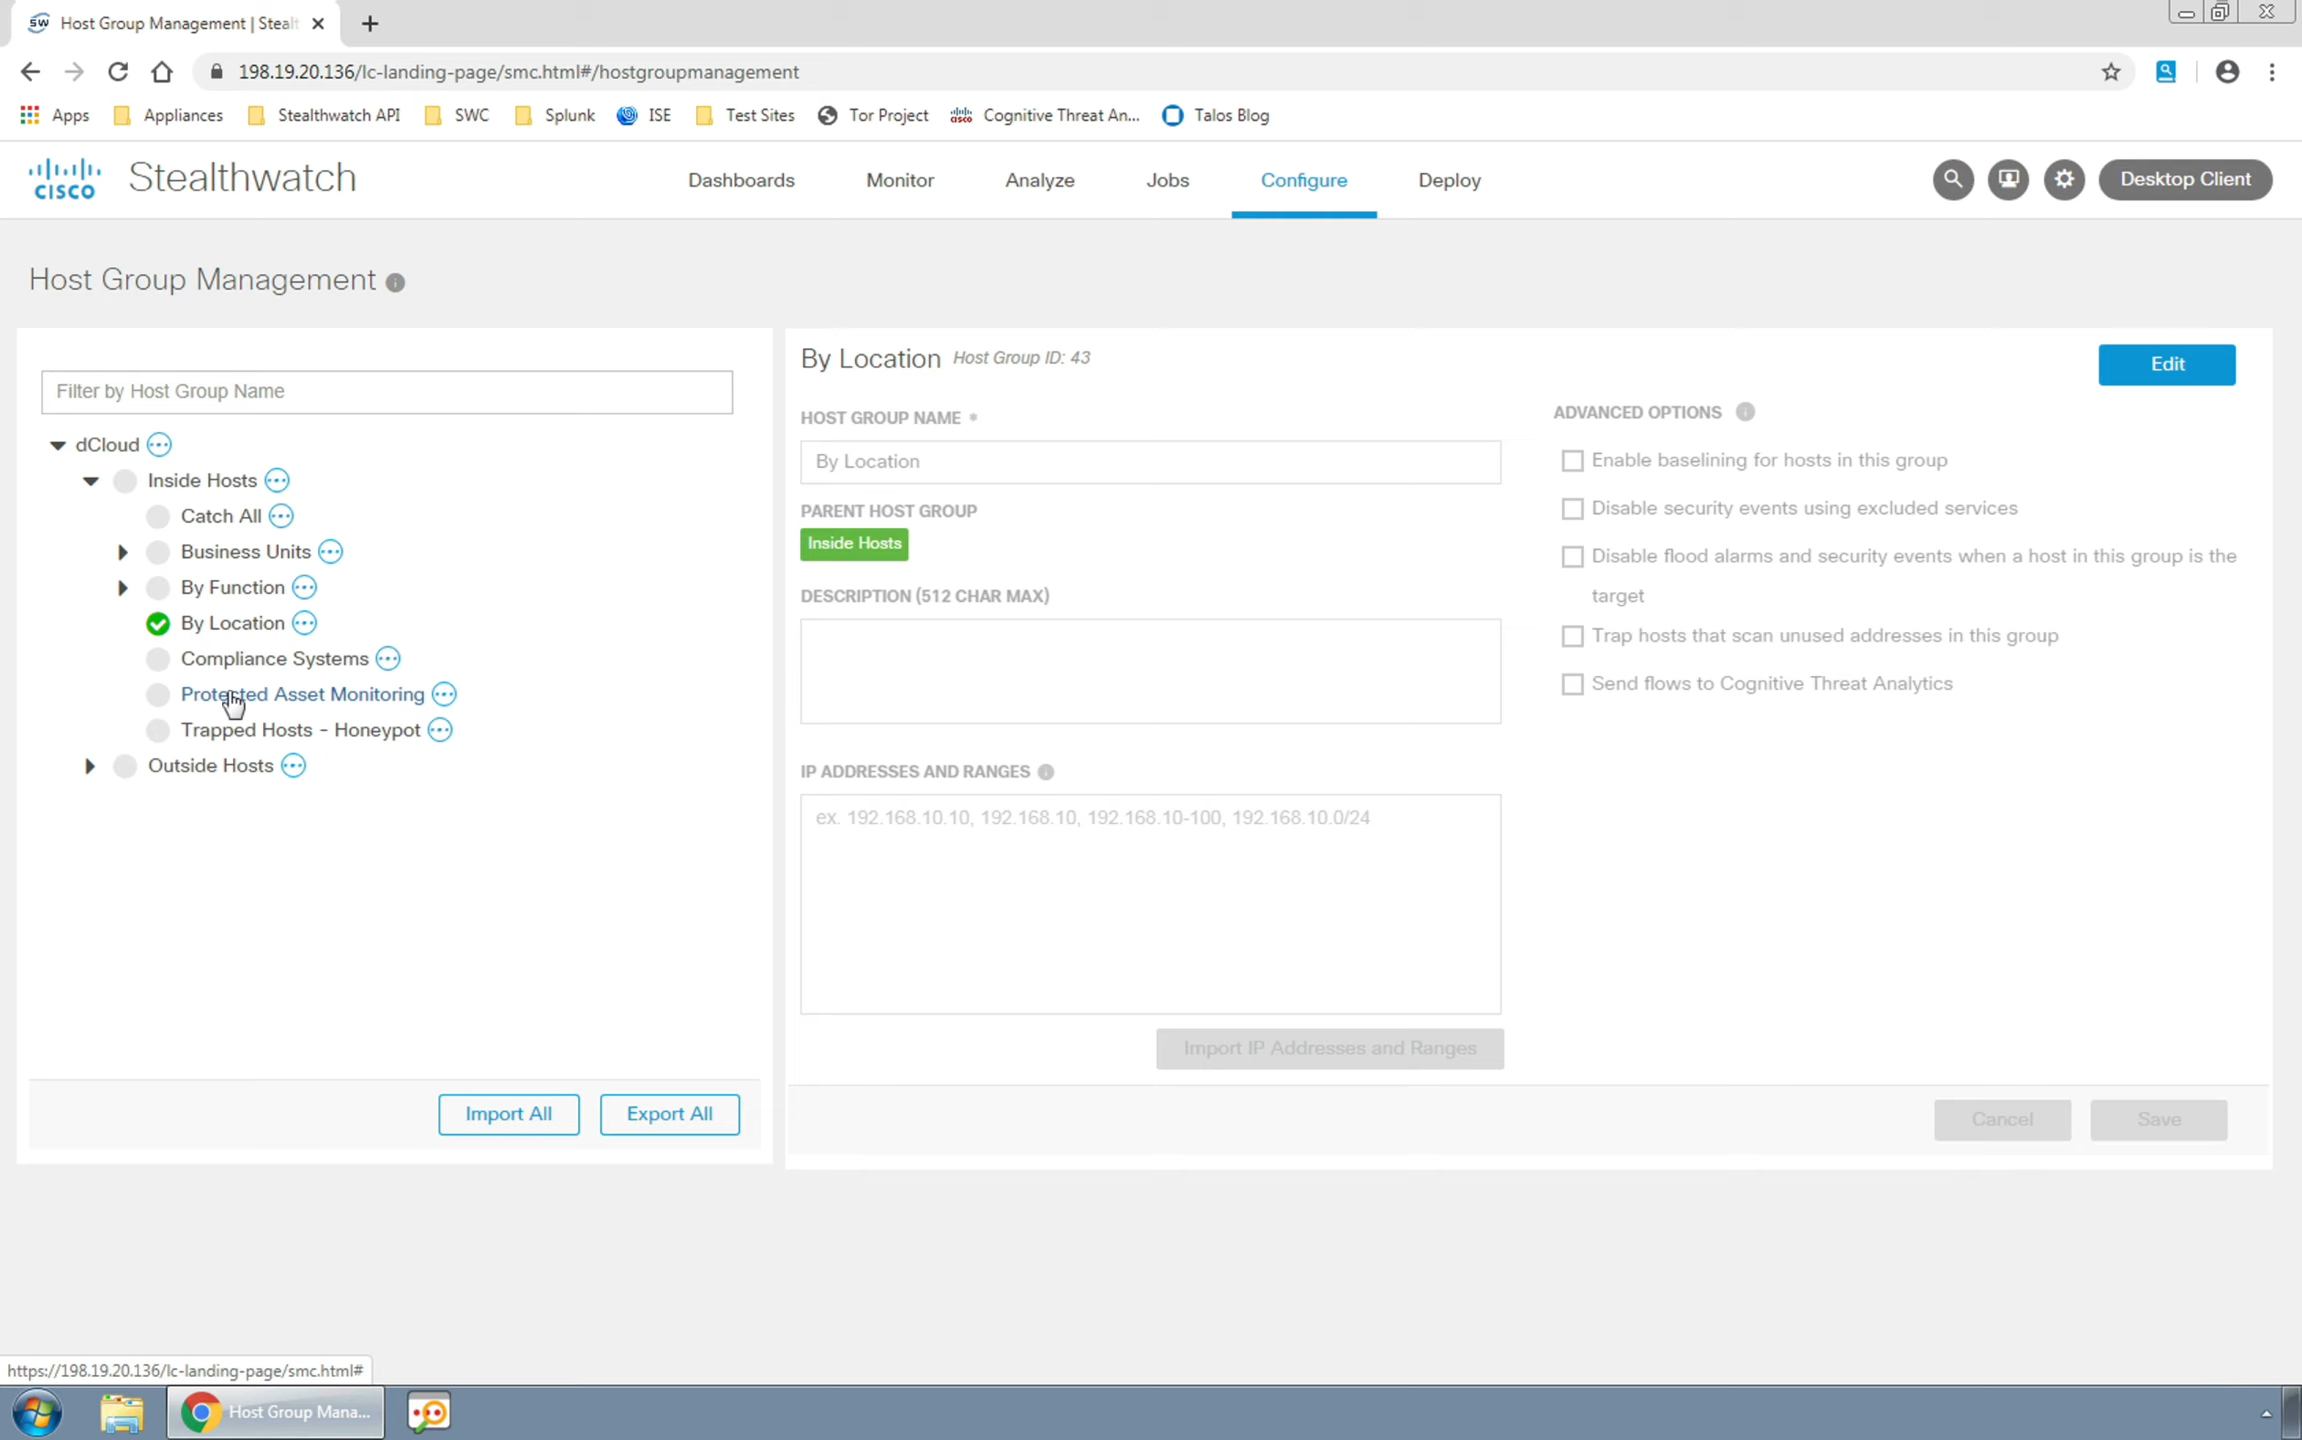 SW Host Group Management | Stealt
198.19.20.136/lc-landing-page/smc.html#/hostgroupmanagement
Apps Appliances Stealthwatch API SWC Splunk ISE Test Sites Tor Project Cognitive Threat An... Talos Blog
CISCO Stealthwatch Dashboards Monitor Analyze Jobs Configure Deploy Desktop Client
Host Group Management
Filter by Host Group Name
dCloud
Inside Hosts
Catch All
Business Units
By Function
By Location
Compliance Systems
Protected Asset Monitoring
Trapped Hosts - Honeypot
Outside Hosts
Import All Export All
By Location Host Group ID: 43
Edit
HOST GROUP NAME *
By Location
PARENT HOST GROUP
Inside Hosts
DESCRIPTION (512 CHAR MAX)
IP ADDRESSES AND RANGES
ex. 192.168.10.10, 192.168.10, 192.168.10-100, 192.168.10.0/24
Import IP Addresses and Ranges
ADVANCED OPTIONS
Enable baselining for hosts in this group
Disable security events using excluded services
Disable flood alarms and security events when a host in this group is the
target
Trap hosts that scan unused addresses in this group
Send flows to Cognitive Threat Analytics
Cancel Save
https://198.19.20.136/lc-landing-page/smc.html#
Host Group Mana...